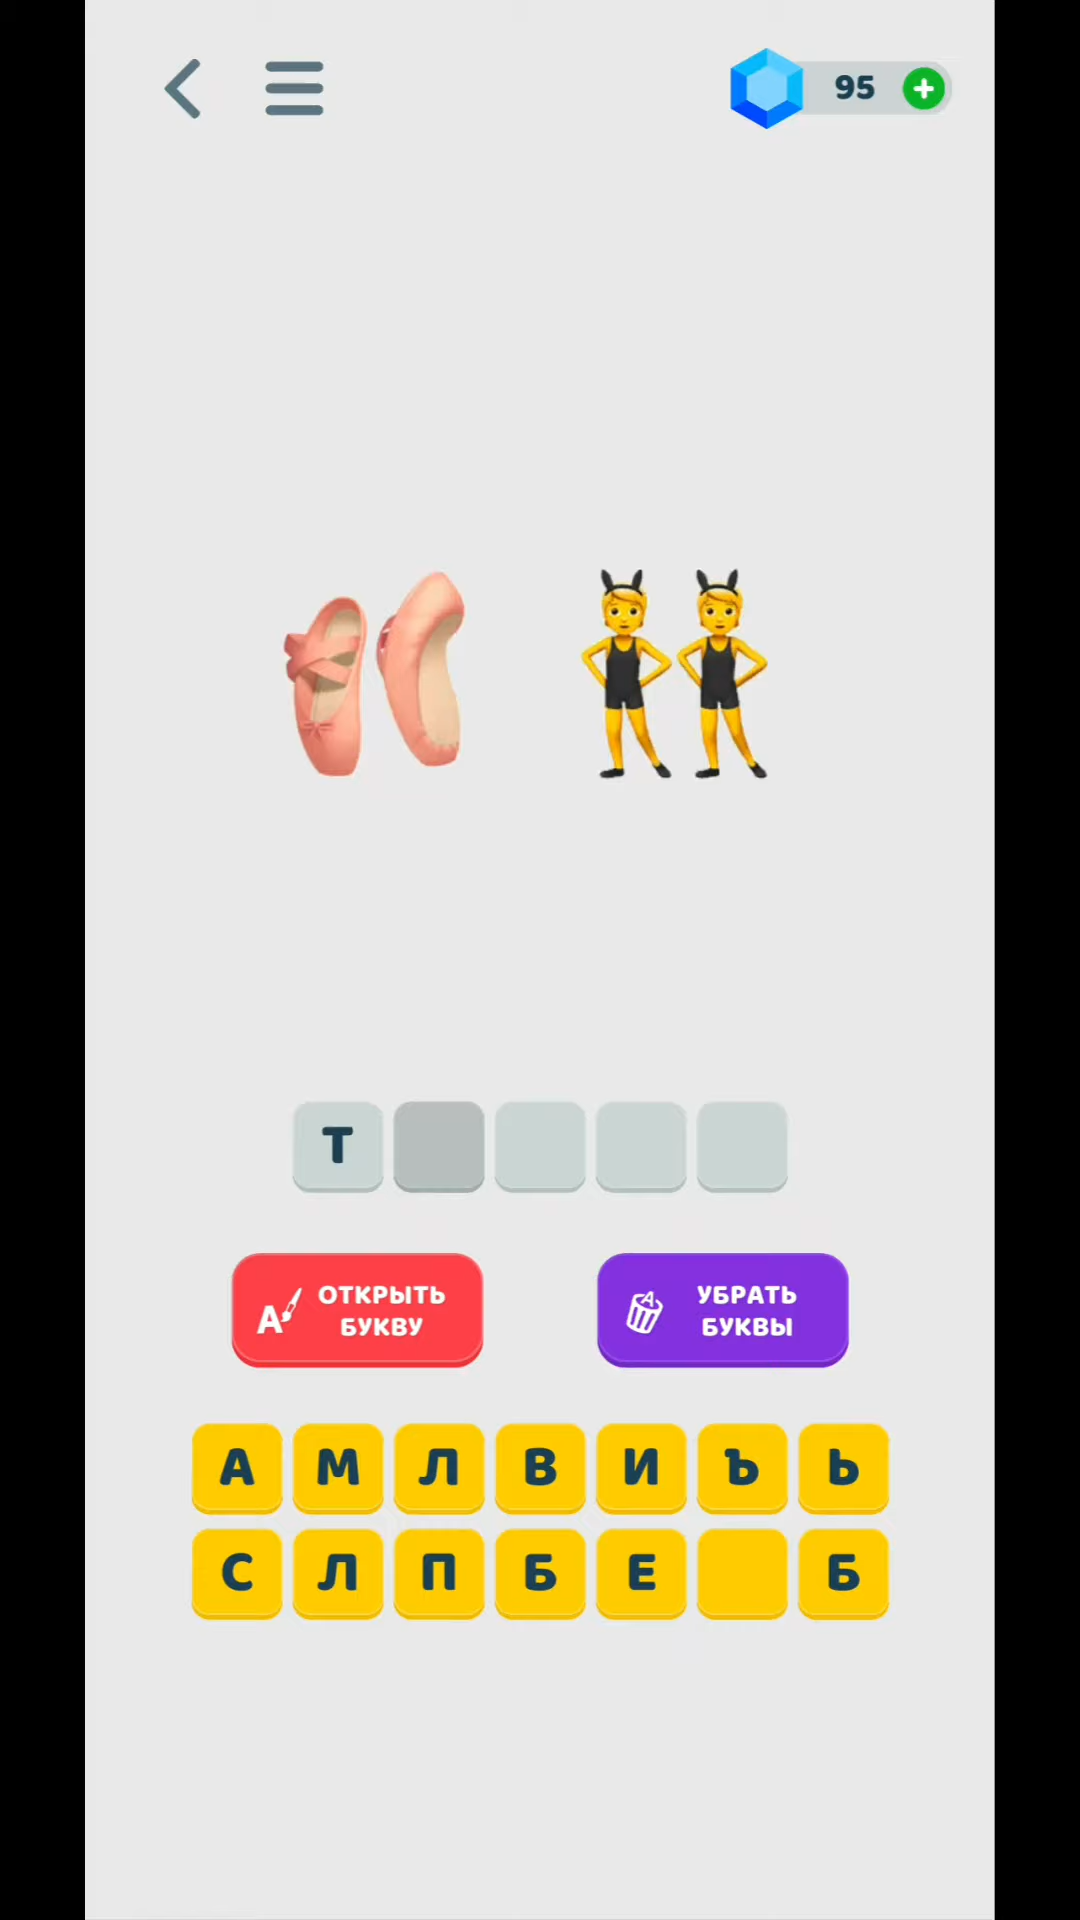 95
Т
ОТКРЫТЬ
БУКВУ
УБРАТЬ
БУКВЫ
А М Л В И Ъ Ь
С Л П Б Е Б